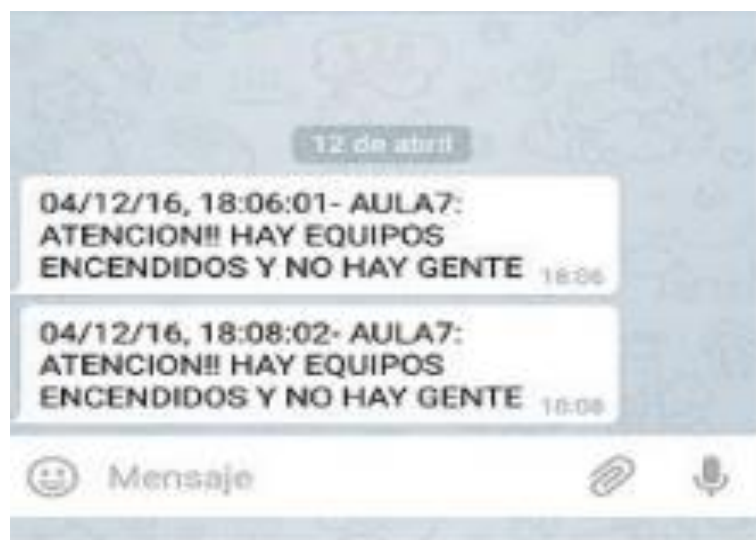 12 de abril
04/12/16, 18:06:01- AULA7:
ATENCION!! HAY EQUIPOS
ENCENDIDOS Y NO HAY GENTE 18:06
04/12/16, 18:08:02- AULA7:
ATENCION!! HAY EQUIPOS
ENCENDIDOS Y NO HAY GENTE 18:08
Mensaje